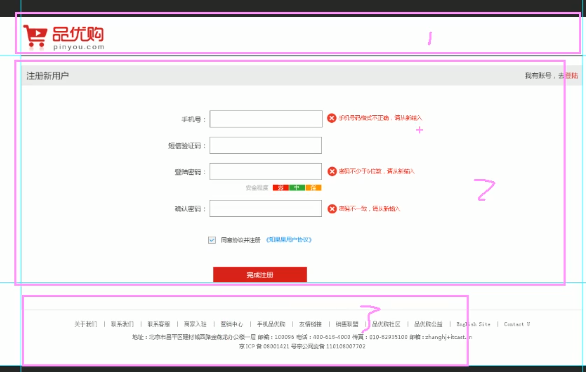 品优购
pinyou.com
1
注册新用户
我有账号，去登陆
手机号：
手机号码格式不正确，请从新输入
短信验证码：
登陆密码：
密码不少于6位数，请从新输入
安全程度 弱 中 强
确认密码：
密码不一致，请从新输入
2
同意协议并注册 《知晓用户协议》
完成注册
3
关于我们 | 联系我们 | 联系客服 | 商家入驻 | 营销中心 | 手机品优购 | 友情链接 | 销售联盟 | 品优购社区 | 品优购公益 | English Site | Contact U
地址：北京市昌平区建材城西路金燕龙办公楼一层 邮编：100096 电话：400-618-4000 传真：010-82935100 邮箱：zhanghj+itcast.cn
京ICP备08001421号京公网安备110108007702